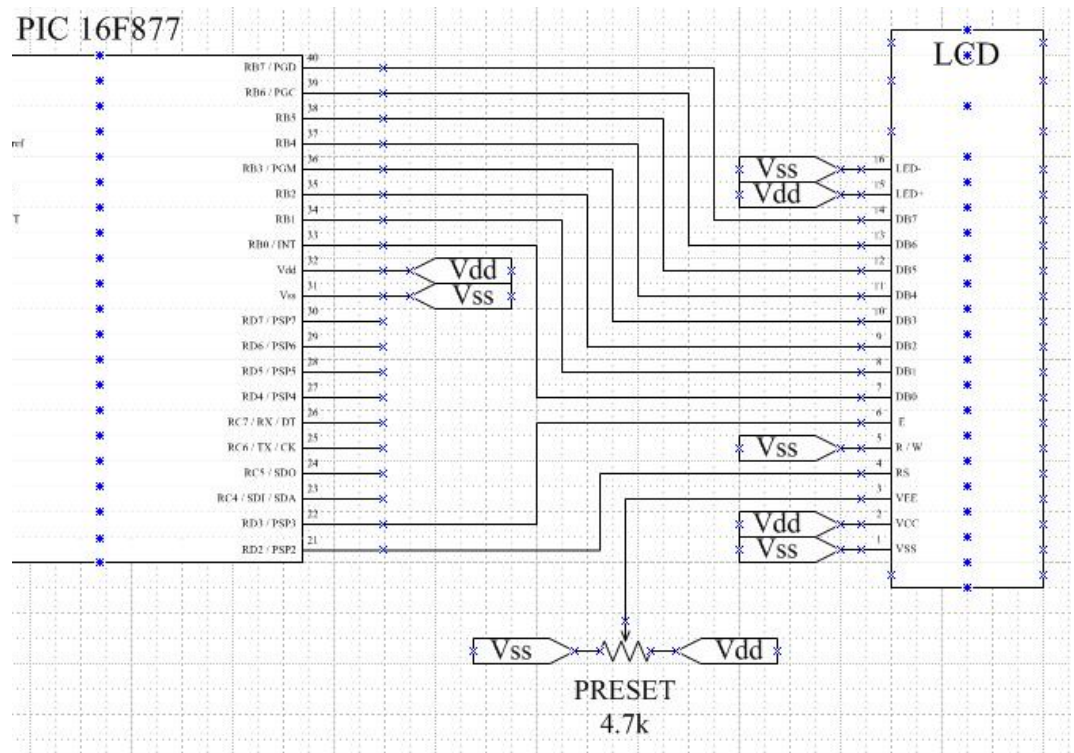 PIC 16F877
LCD
ref
T
40
RB7 / PGD
39
RB6 / PGC
38
RB5
37
RB4
36
RB3 / PGM
35
RB2
34
RB1
33
RB0 / INT
32
Vdd
Vdd
31
Vss
Vss
30
RD7 / PSP7
29
RD6 / PSP6
28
RD5 / PSP5
27
RD4 / PSP4
26
RC7 / RX / DT
25
RC6 / TX / CK
24
RC5 / SDO
23
RC4 / SDI / SDA
22
RD3 / PSP3
21
RD2 / PSP2
Vss
16
LED-
Vdd
15
LED+
14
DB7
13
DB6
12
DB5
11
DB4
10
DB3
9
DB2
8
DB1
7
DB0
6
E
Vss
5
R / W
4
RS
3
VEE
Vdd
2
VCC
Vss
1
VSS
Vss
Vdd
PRESET
4.7k